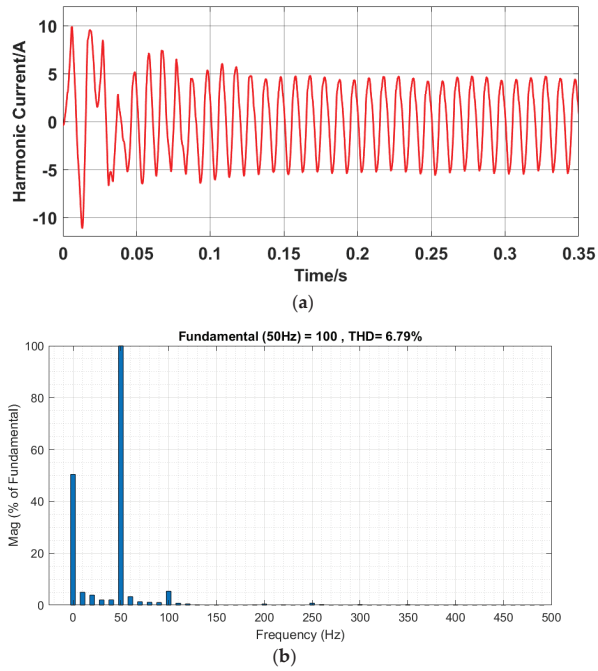 10
5
0
-5
-10
Harmonic Current/A
0 0.05 0.1 0.15 0.2 0.25 0.3 0.35
Time/s
(a)
Fundamental (50Hz) = 100 , THD= 6.79%
100
80
60
40
20
0
Mag (% of Fundamental)
0 50 100 150 200 250 300 350 400 450 500
Frequency (Hz)
(b)